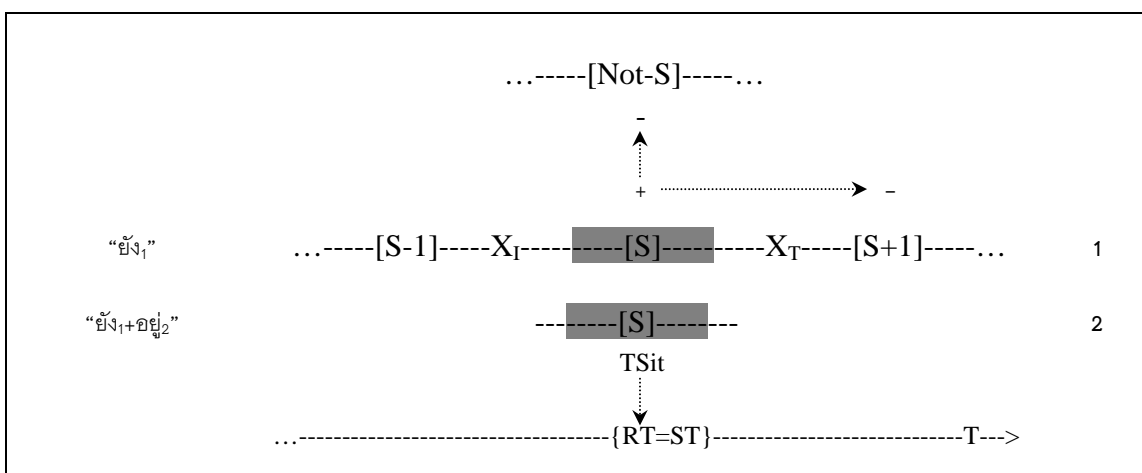 …-----[Not-S]-----…
-
+ -
“ยัง₁” …-----[S-1]-----X_I----------[S]----------X_T-----[S+1]-----… 1
“ยัง₁+อยู่₂” ---------[S]--------- 2
TSit
…------------------------------------{RT=ST}-----------------------------T--->